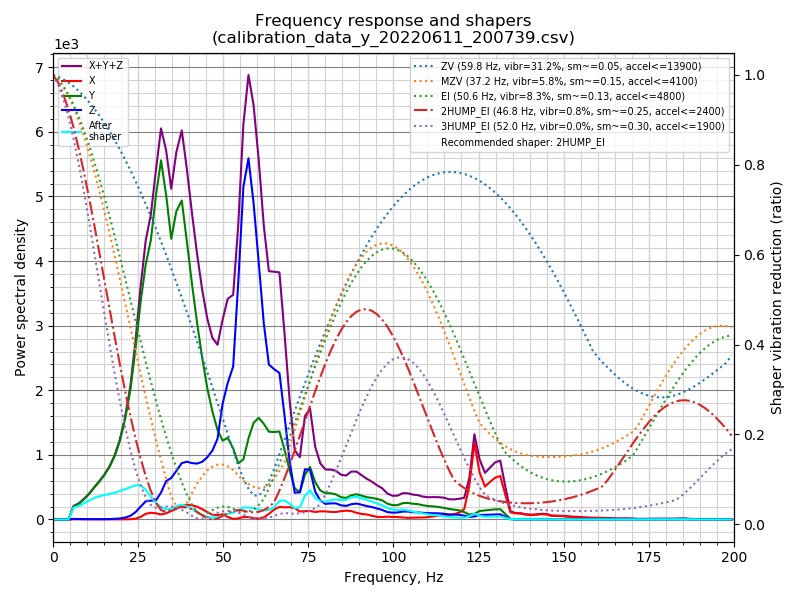 Frequency response and shapers
(calibration_data_y_20220611_200739.csv)
1e3
X+Y+Z
X
Y
Z
After
shaper
ZV (59.8 Hz, vibr=31.2%, sm~=0.05, accel<=13900)
MZV (37.2 Hz, vibr=5.8%, sm~=0.15, accel<=4100)
EI (50.6 Hz, vibr=8.3%, sm~=0.13, accel<=4800)
2HUMP_EI (46.8 Hz, vibr=0.8%, sm~=0.25, accel<=2400)
3HUMP_EI (52.0 Hz, vibr=0.0%, sm~=0.30, accel<=1900)
Recommended shaper: 2HUMP_EI
Power spectral density
7
6
5
4
3
2
1
0
1.0
0.8
0.6
0.4
0.2
0.0
Shaper vibration reduction (ratio)
0 25 50 75 100 125 150 175 200
Frequency, Hz